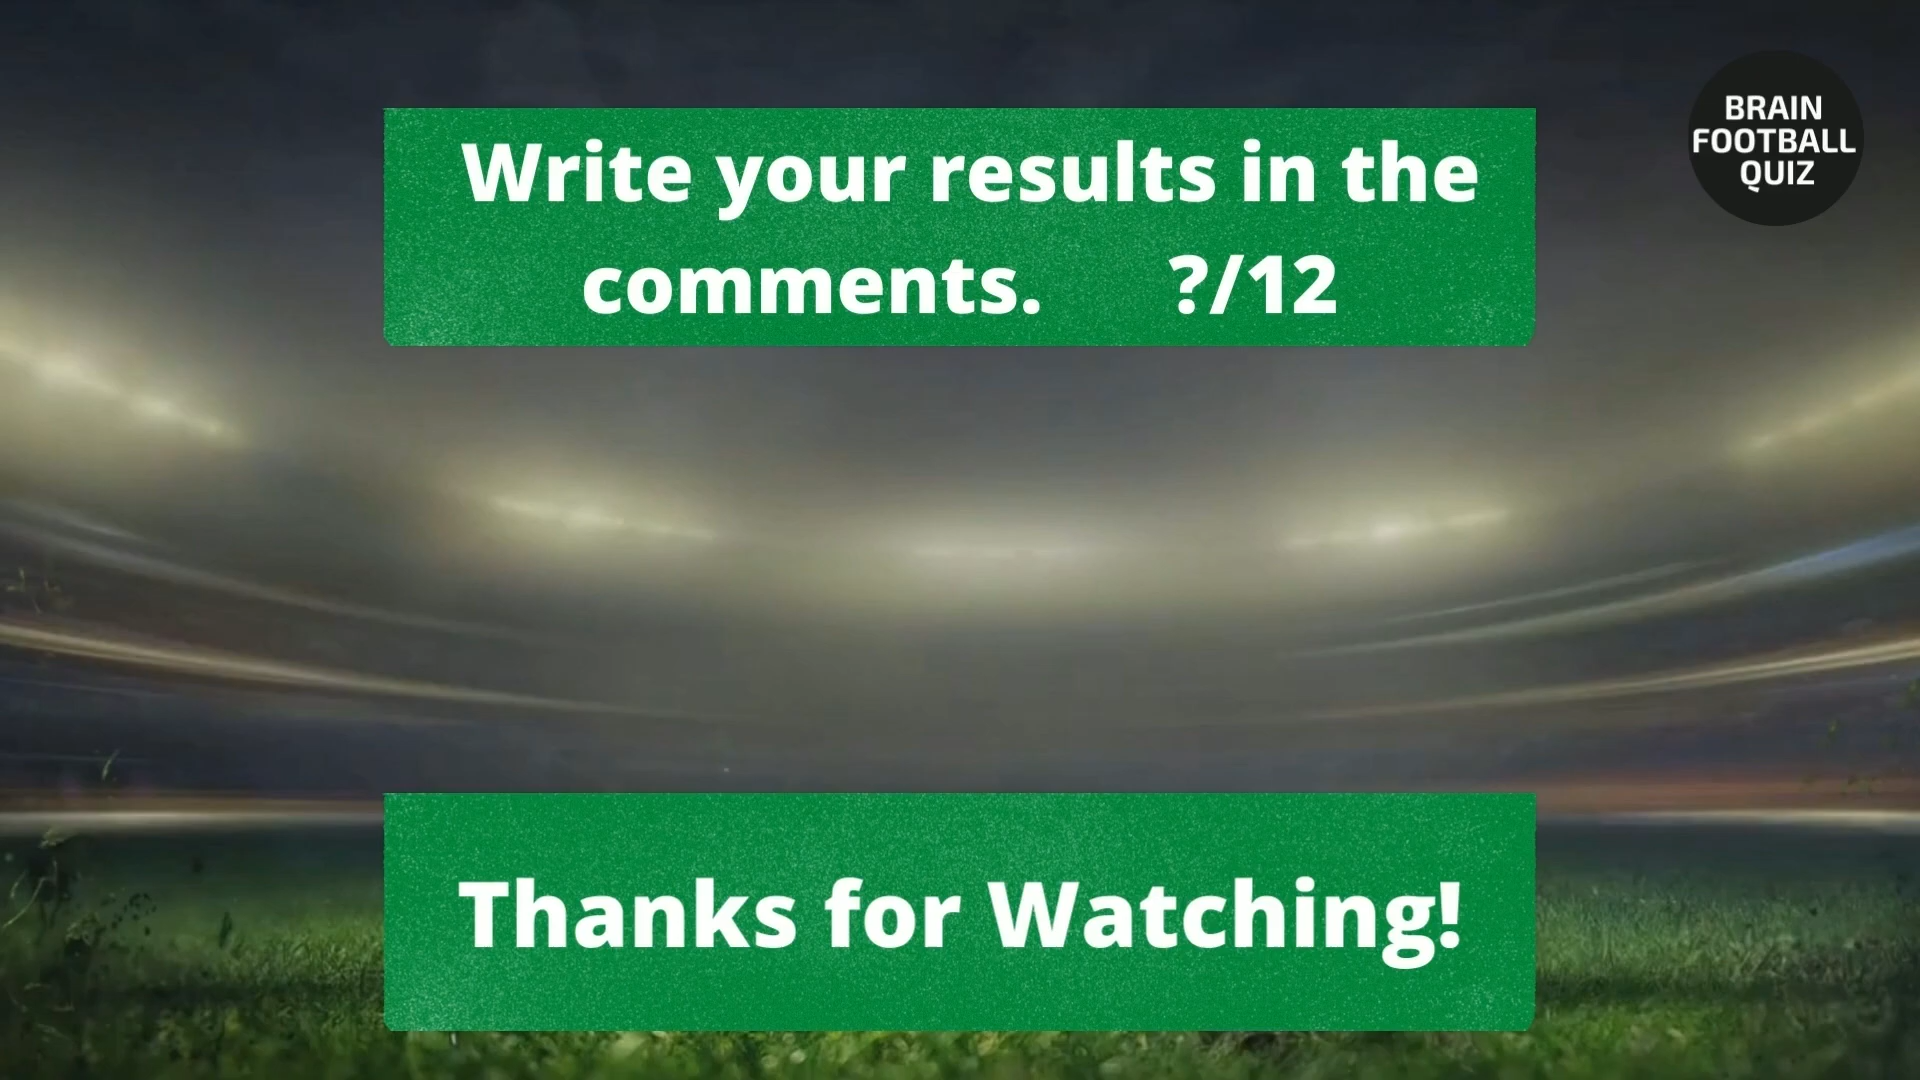 Write your results in the
comments. ?/12
BRAIN
FOOTBALL
QUIZ
Thanks for Watching!